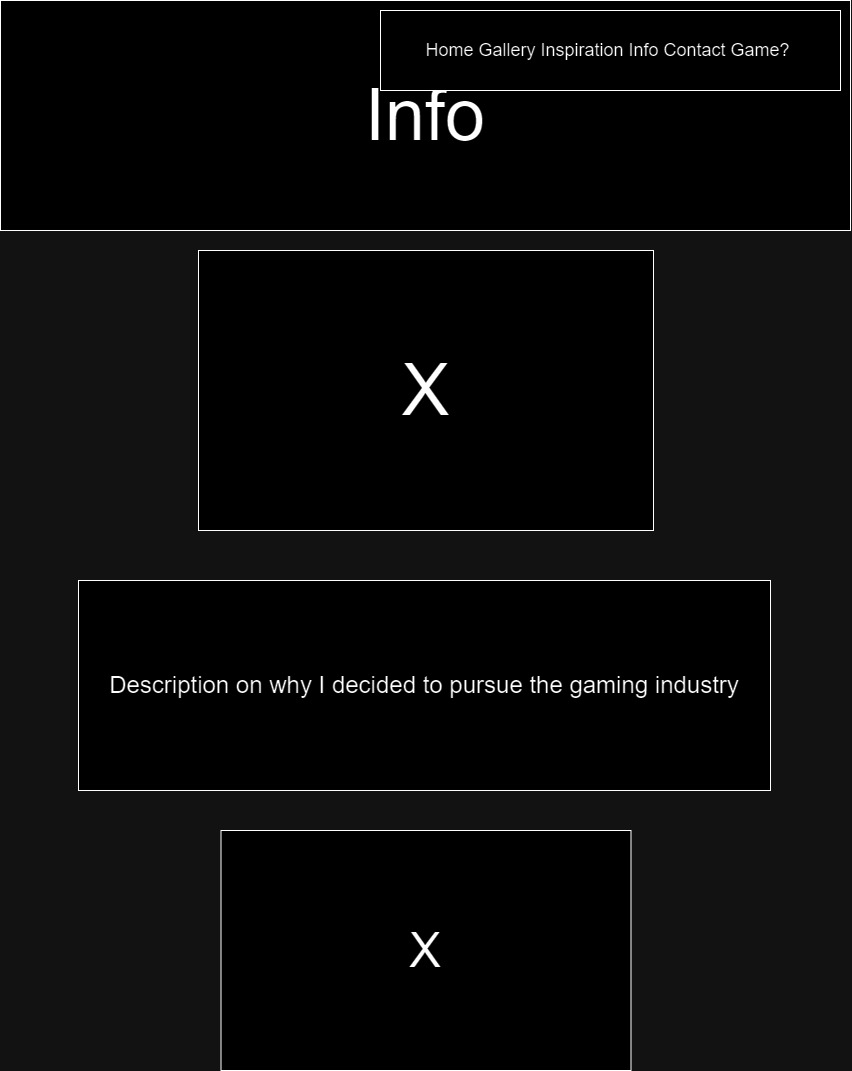 Home Gallery Inspiration Info Contact Game?
Info
X
Description on why I decided to pursue the gaming industry
X